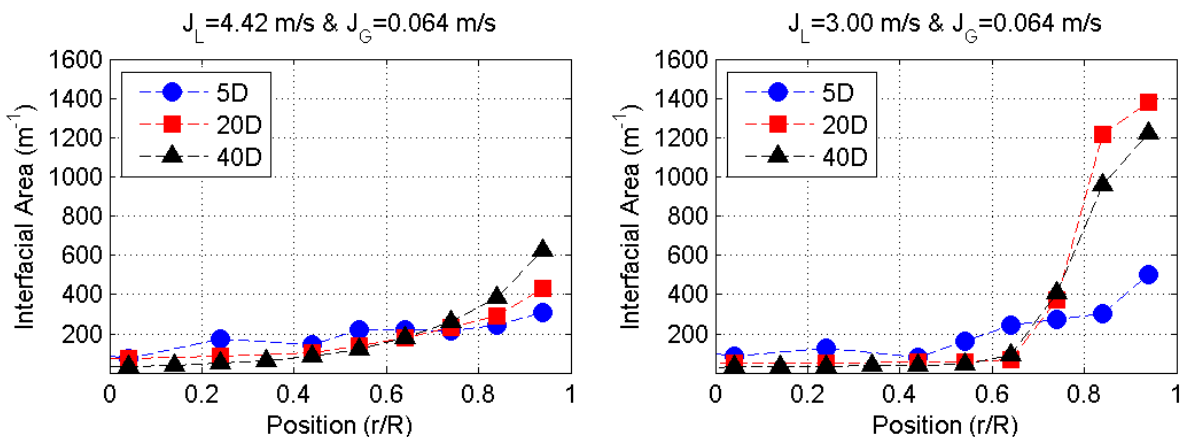 J_L=4.42 m/s & J_G=0.064 m/s
Interfacial Area (m^-1)
1600
1400
1200
1000
800
600
400
200
5D
20D
40D
0 0.2 0.4 0.6 0.8 1
Position (r/R)
J_L=3.00 m/s & J_G=0.064 m/s
Interfacial Area (m^-1)
1600
1400
1200
1000
800
600
400
200
5D
20D
40D
0 0.2 0.4 0.6 0.8 1
Position (r/R)